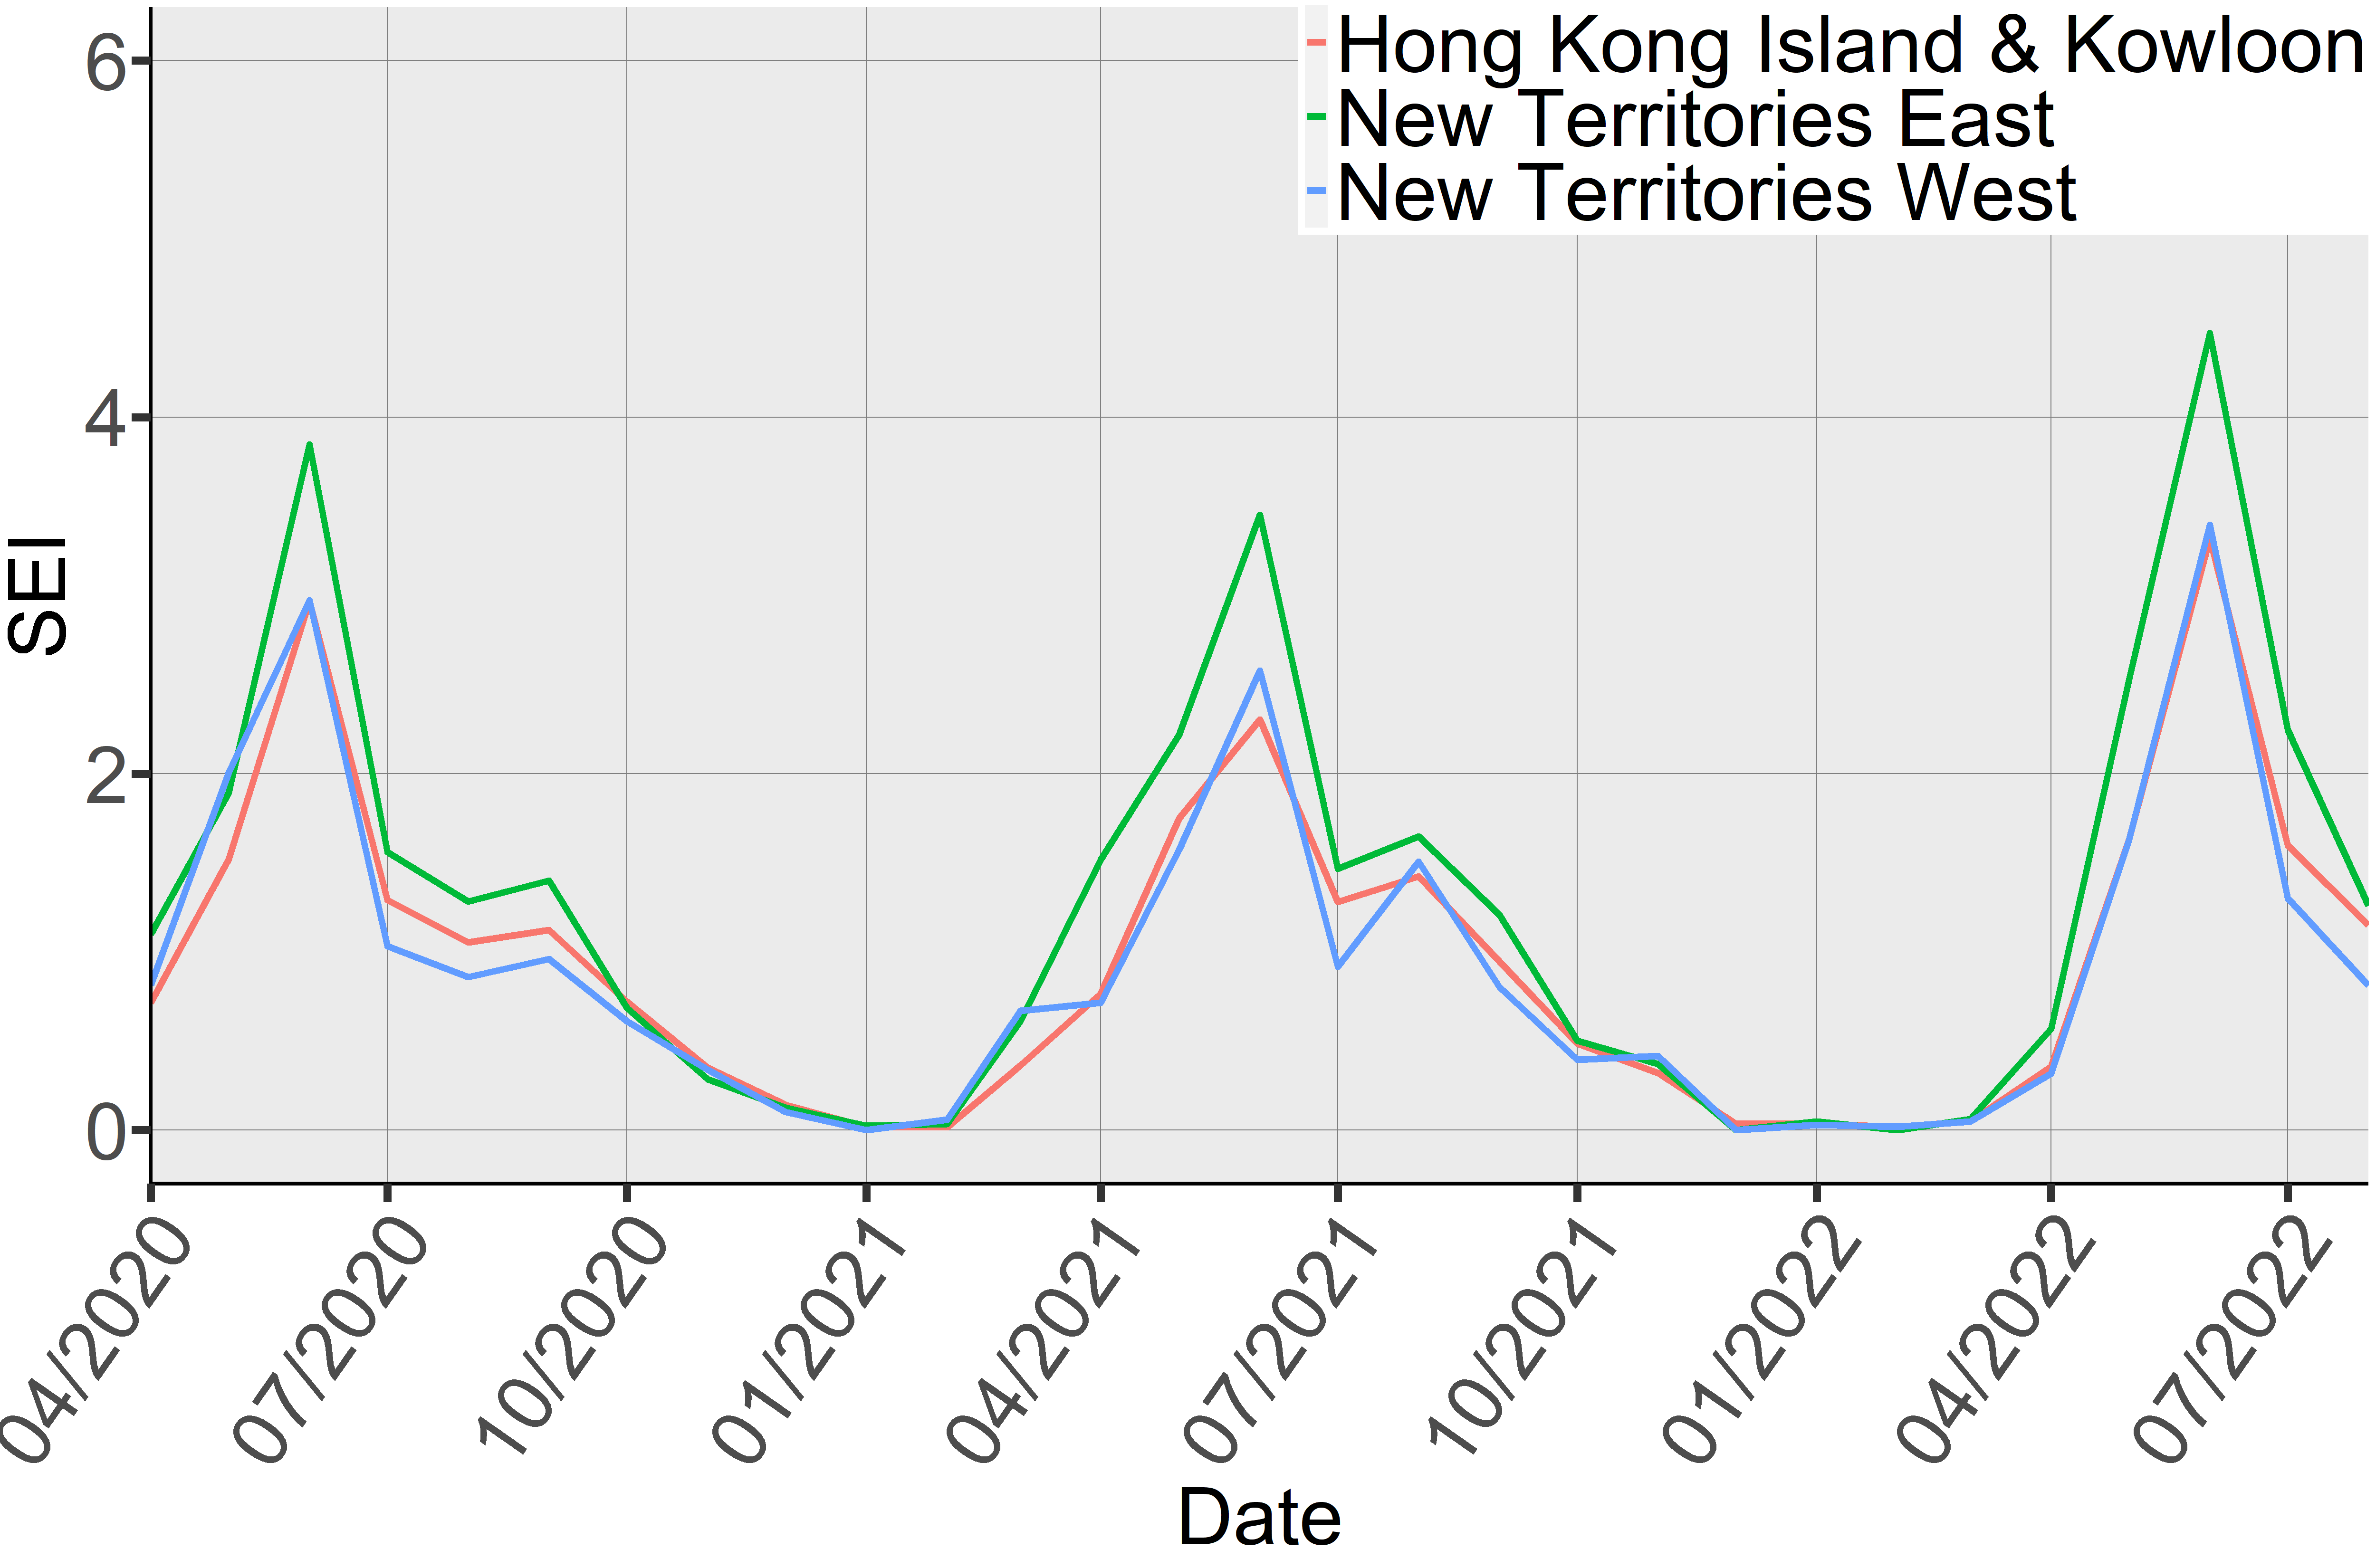 Hong Kong Island & Kowloon
New Territories East
New Territories West
SEI
6
4
2
0
04/2020
07/2020
10/2020
01/2021
04/2021
07/2021
10/2021
01/2022
04/2022
07/2022
Date